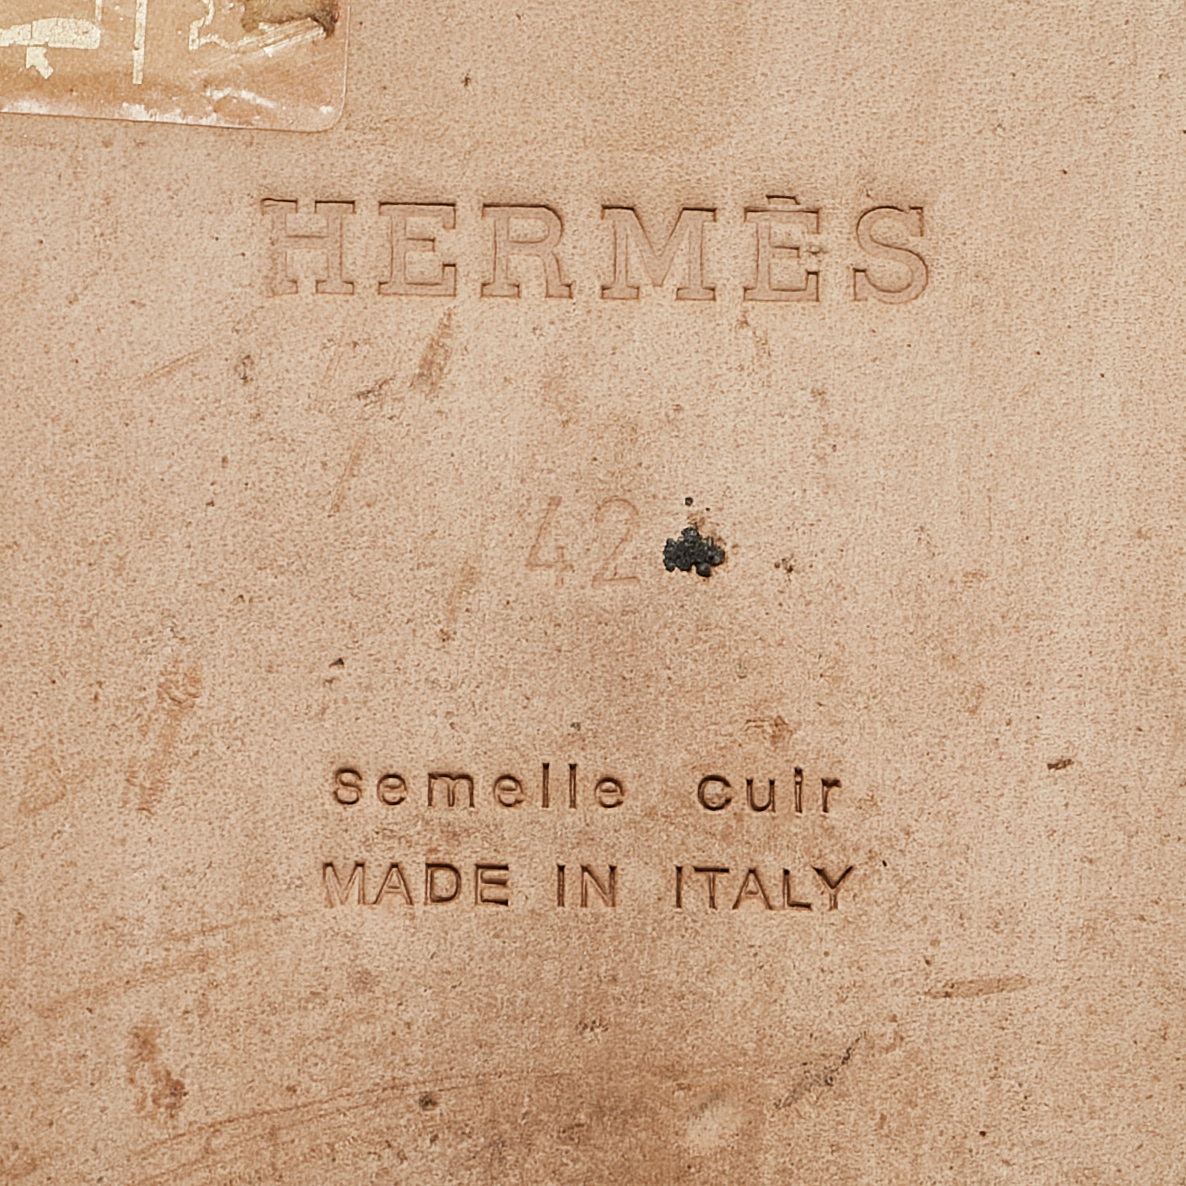 HERMÈS
42
semelle cuir
MADE IN ITALY